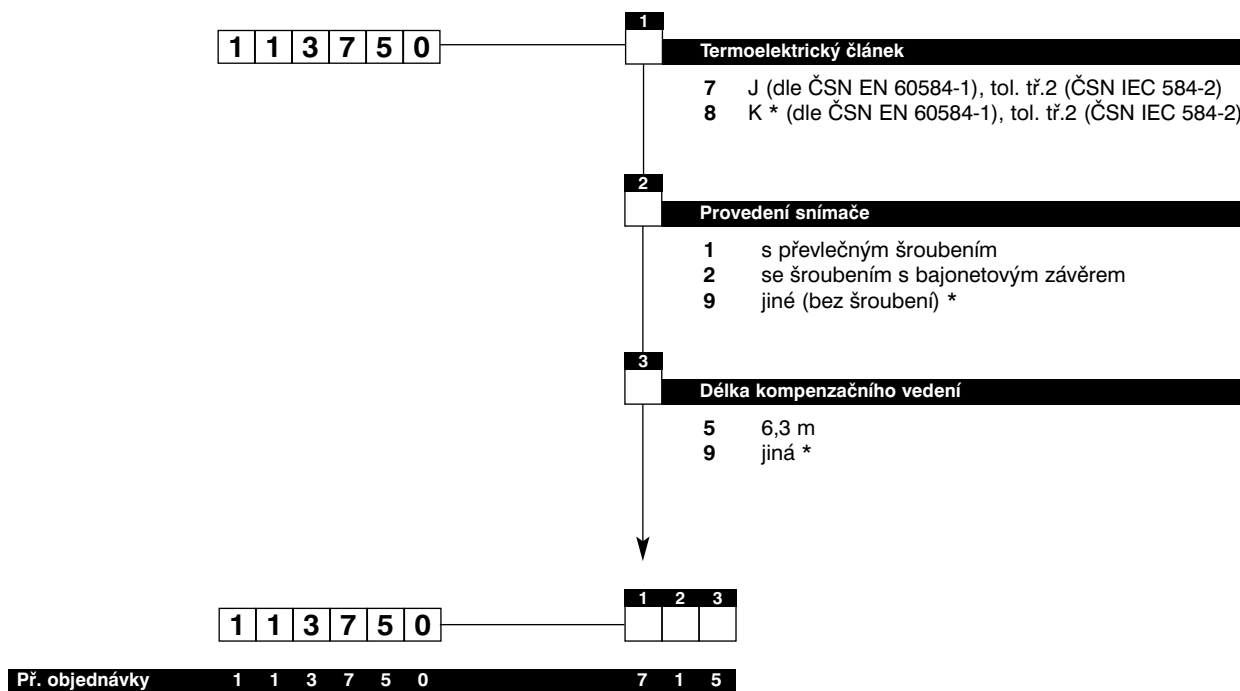 1
1 1 3 7 5 0
Termoelektrický článek
7 J (dle ČSN EN 60584-1), tol. tř.2 (ČSN IEC 584-2)
8 K * (dle ČSN EN 60584-1), tol. tř.2 (ČSN IEC 584-2)
2
Provedení snímače
1 s převlečným šroubením
2 se šroubením s bajonetovým závěrem
9 jiné (bez šroubení) *
3
Délka kompenzačního vedení
5 6,3 m
9 jiná *
1 2 3
1 1 3 7 5 0
Př. objednávky 1 1 3 7 5 0 7 1 5